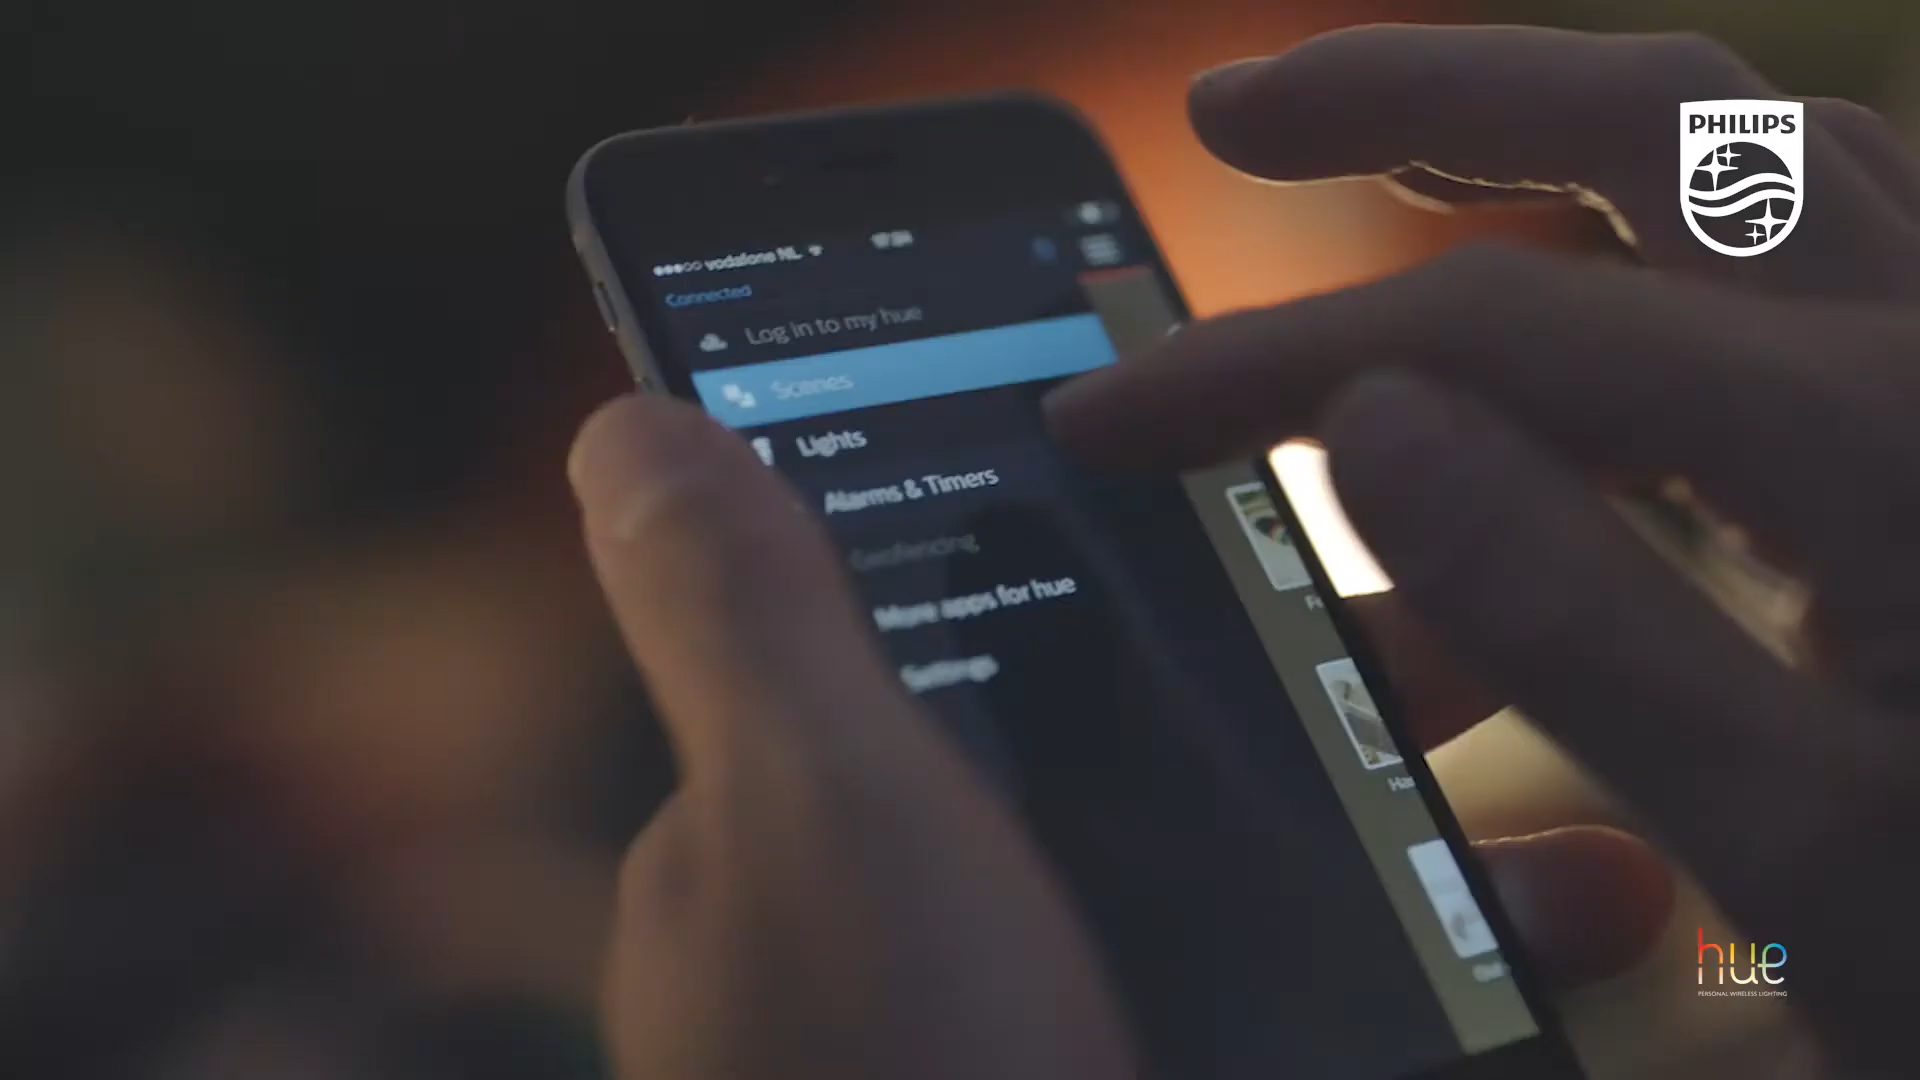 PHILIPS
vodafone NL
Connected
Log in to my hue
Scenes
Lights
Alarms & Timers
Geofencing
More apps for hue
Settings
hue
PERSONAL WIRELESS LIGHTING